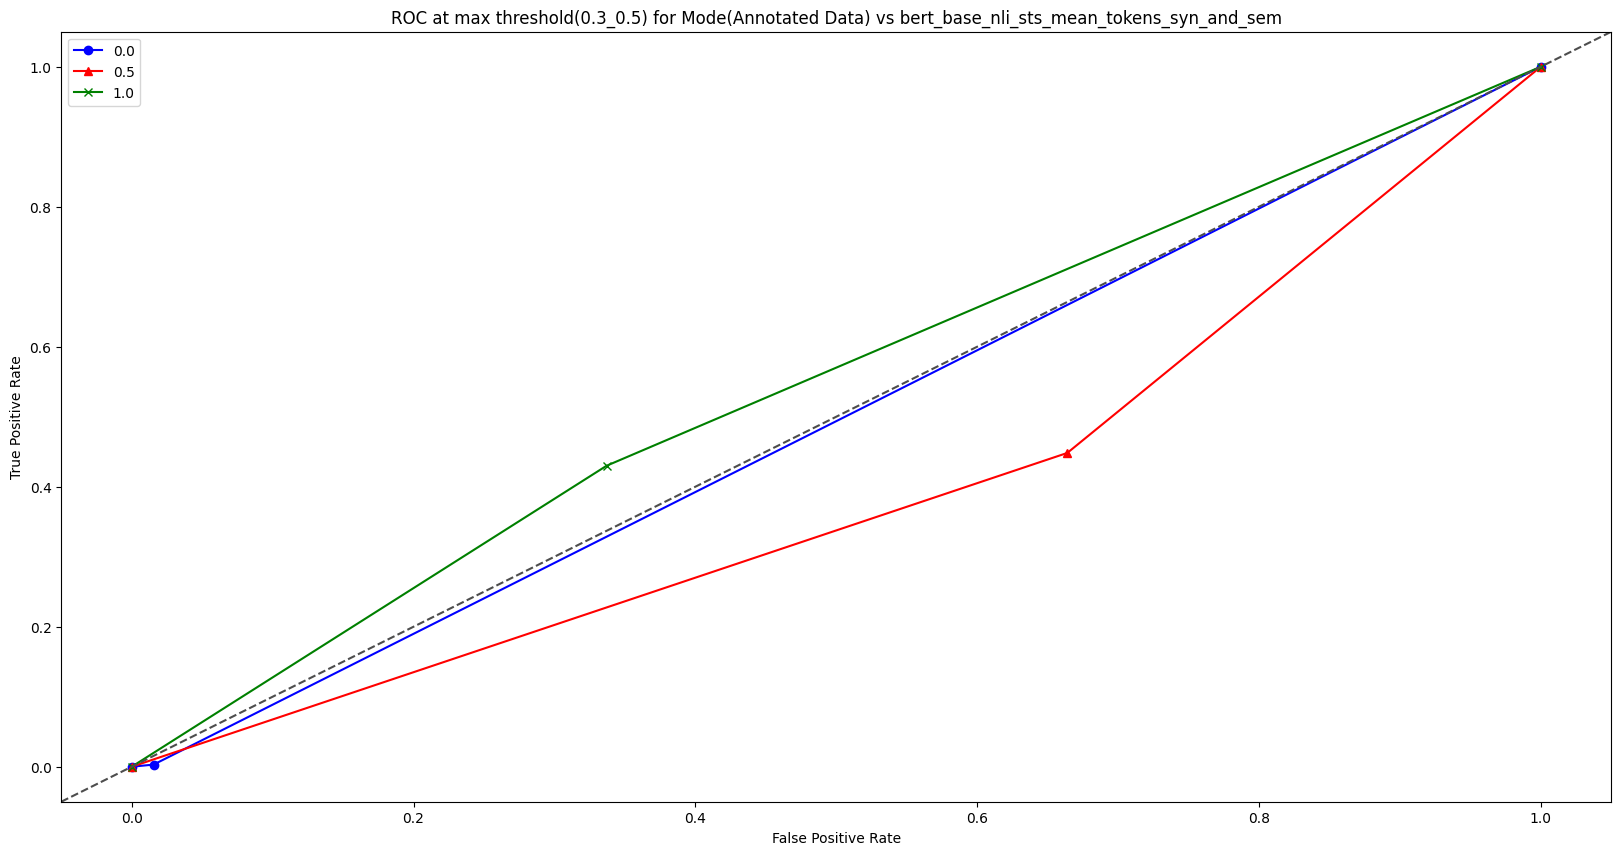 ROC at max threshold(0.3_0.5) for Mode(Annotated Data) vs bert_base_nli_sts_mean_tokens_syn_and_sem
0.0
0.5
1.0
1.0
0.8
0.6
0.4
0.2
0.0
True Positive Rate
0.0 0.2 0.4 0.6 0.8 1.0
False Positive Rate